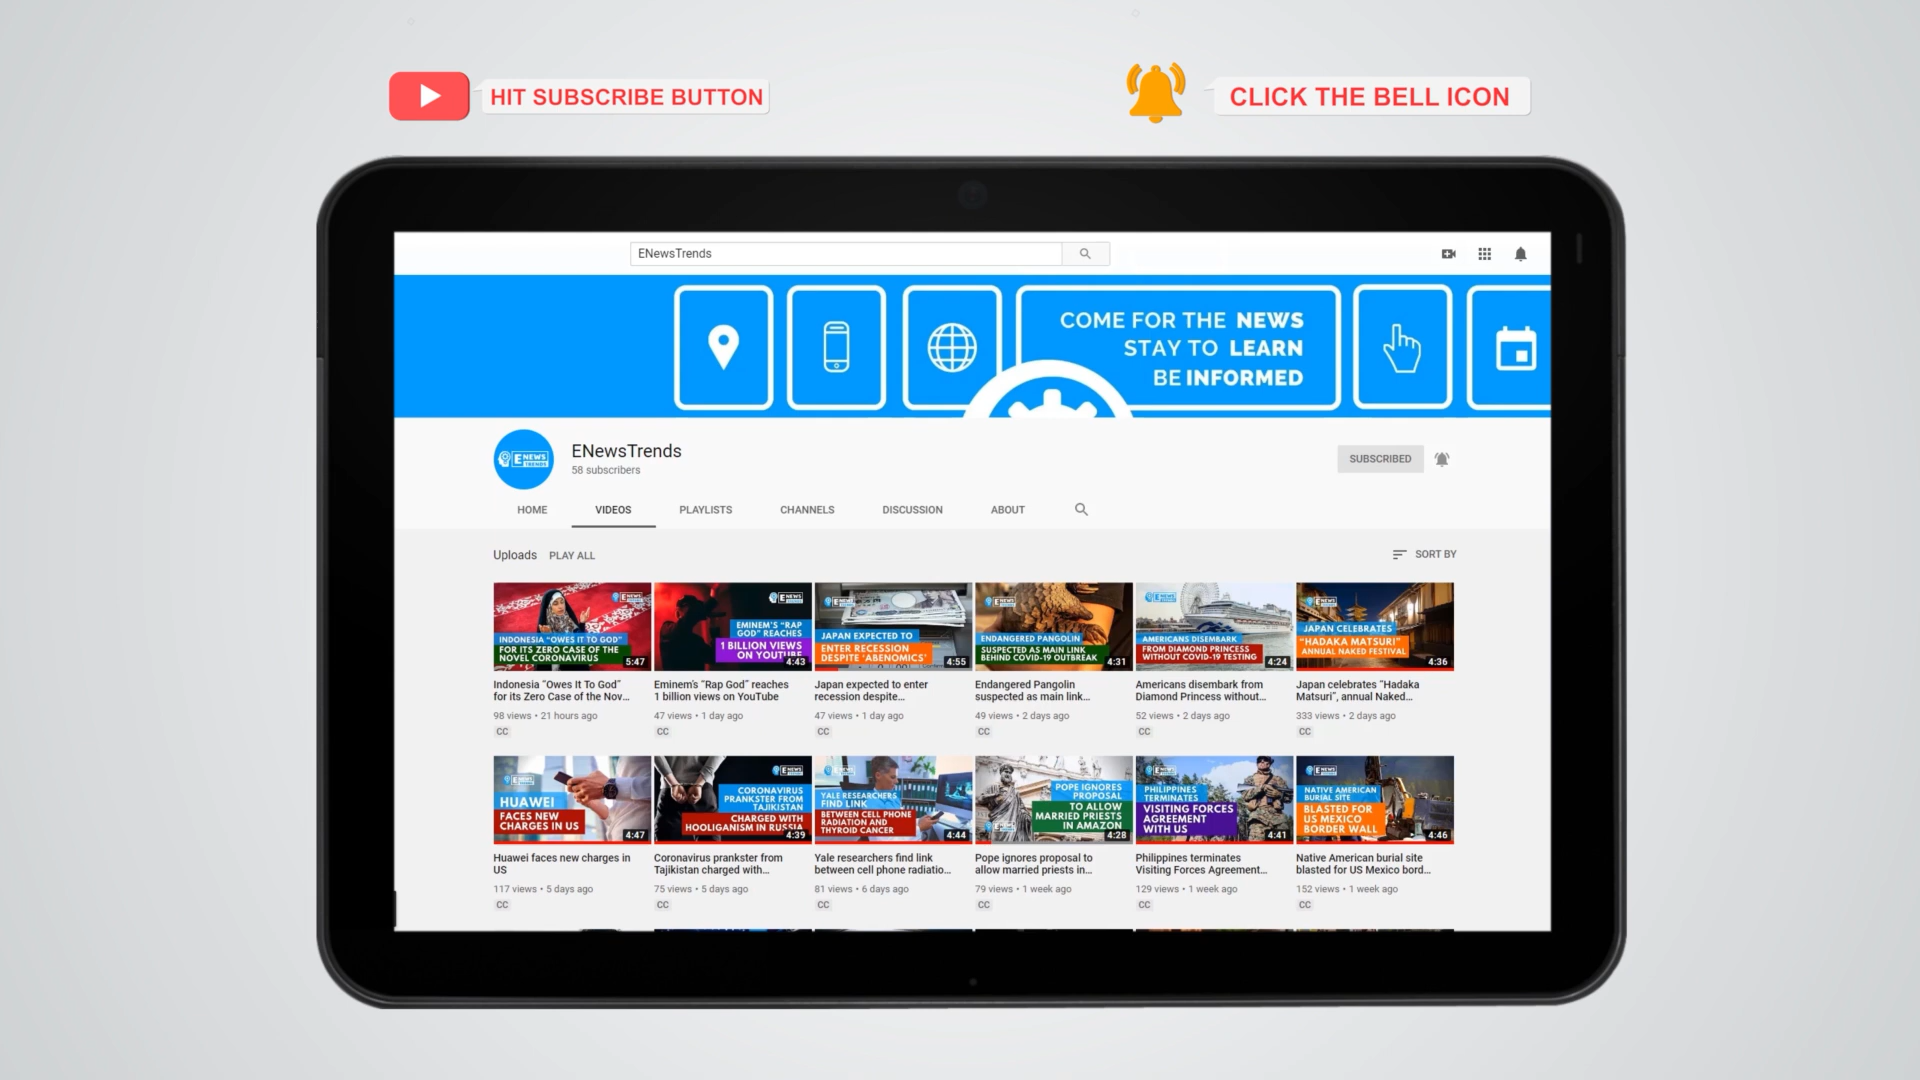 HIT SUBSCRIBE BUTTON
CLICK THE BELL ICON
ENewsTrends
COME FOR THE NEWS
STAY TO LEARN
BE INFORMED
E NEWS
TRENDS
ENewsTrends
58 subscribers
SUBSCRIBED
HOME
VIDEOS
PLAYLISTS
CHANNELS
DISCUSSION
ABOUT
Uploads
PLAY ALL
SORT BY
INDONESIA "OWES IT TO GOD"
FOR ITS ZERO CASE OF THE
NOVEL CORONAVIRUS
5:47
EMINEM'S "RAP
GOD" REACHES
1 BILLION VIEWS
ON YOUTUBE
4:43
JAPAN EXPECTED TO
ENTER RECESSION
DESPITE 'ABENOMICS'
4:55
ENDANGERED PANGOLIN
SUSPECTED AS MAIN LINK
BEHIND COVID-19 OUTBREAK
4:31
AMERICANS DISEMBARK
FROM DIAMOND PRINCESS
WITHOUT COVID-19 TESTING
4:24
JAPAN CELEBRATES
"HADAKA MATSURI"
ANNUAL NAKED FESTIVAL
4:36
Indonesia "Owes It To God"
for its Zero Case of the Nov...
98 views • 21 hours ago
CC
Eminem's "Rap God" reaches
1 billion views on YouTube
47 views • 1 day ago
CC
Japan expected to enter
recession despite...
47 views • 1 day ago
CC
Endangered Pangolin
suspected as main link...
49 views • 2 days ago
CC
Americans disembark from
Diamond Princess without...
52 views • 2 days ago
CC
Japan celebrates "Hadaka
Matsuri", annual Naked...
333 views • 2 days ago
CC
HUAWEI
FACES NEW
CHARGES IN US
4:47
CORONAVIRUS
PRANKSTER FROM
TAJIKISTAN
CHARGED WITH
HOOLIGANISM IN RUSSIA
4:39
YALE RESEARCHERS
FIND LINK
BETWEEN CELL PHONE
RADIATION AND
THYROID CANCER
4:44
POPE IGNORES
PROPOSAL
TO ALLOW
MARRIED PRIESTS
IN AMAZON
4:28
PHILIPPINES
TERMINATES
VISITING FORCES
AGREEMENT
WITH US
4:41
NATIVE AMERICAN
BURIAL SITE
BLASTED FOR
US MEXICO
BORDER WALL
4:46
Huawei faces new charges in
US
117 views • 5 days ago
CC
Coronavirus prankster from
Tajikistan charged with...
75 views • 5 days ago
CC
Yale researchers find link
between cell phone radiatio...
81 views • 6 days ago
CC
Pope ignores proposal to
allow married priests in...
79 views • 1 week ago
CC
Philippines terminates
Visiting Forces Agreement...
129 views • 1 week ago
CC
Native American burial site
blasted for US Mexico bord...
152 views • 1 week ago
CC